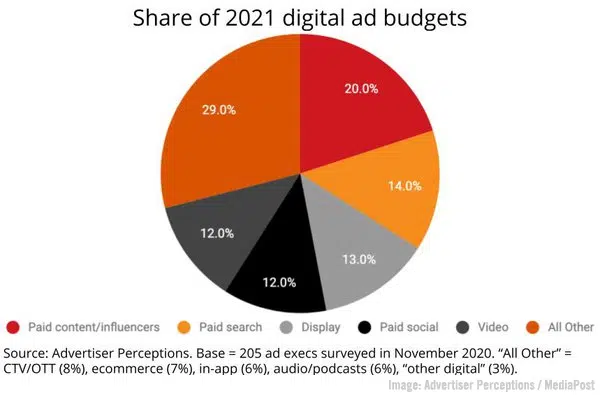 Share of 2021 digital ad budgets
29.0%
20.0%
14.0%
12.0%
13.0%
12.0%
Paid content/influencers Paid search Display Paid social Video All Other
Source: Advertiser Perceptions. Base = 205 ad execs surveyed in November 2020. “All Other” =
CTV/OTT (8%), ecommerce (7%), in-app (6%), audio/podcasts (6%), “other digital” (3%).
Image: Advertiser Perceptions / MediaPost